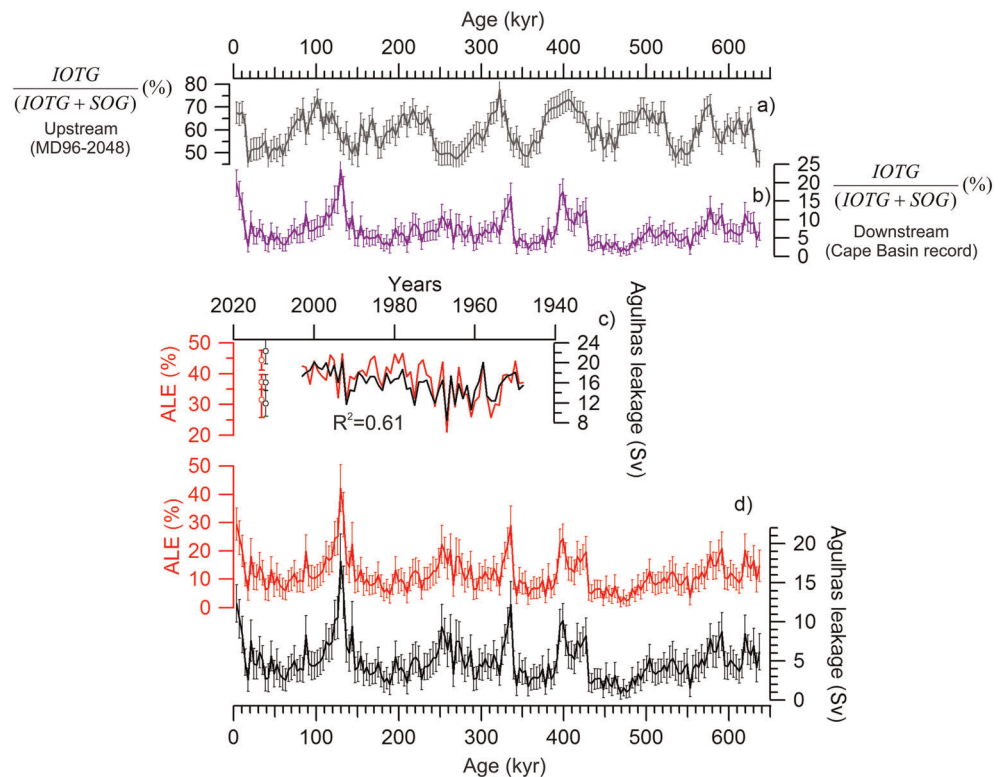 Age (kyr)
0 100 200 300 400 500 600
IOTG
(IOTG + SOG)
(%)
Upstream
(MD96-2048)
80
70
60
50
a)
b)
25
20
15
10
5
0
IOTG
(IOTG + SOG)
(%)
Downstream
(Cape Basin record)
Years
2020 2000 1980 1960 1940
c)
ALE (%)
50
40
30
20
R²=0.61
24
20
16
12
8
Agulhas leakage (Sv)
d)
ALE (%)
50
40
30
20
10
0
20
15
10
5
0
Agulhas leakage (Sv)
0 100 200 300 400 500 600
Age (kyr)